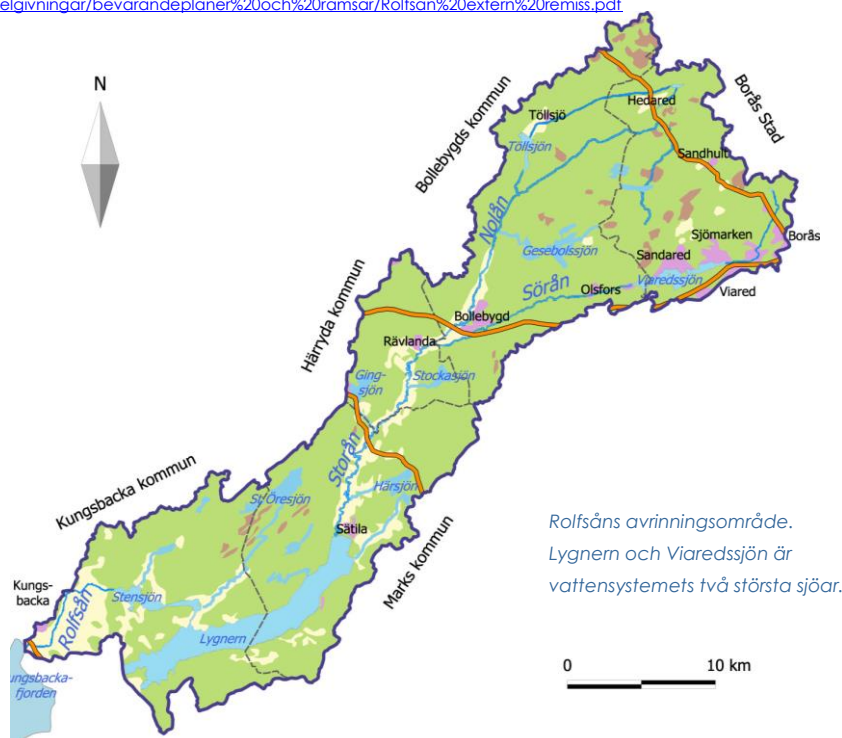 elgivningar/bevarandeplaner%20och%20ramsar/Rolfsån%20extern%20remiss.pdf
N
Bollebygds kommun
Borås Stad
Hedared
Töllsjö
Töllsjön
Sandhult
Nolån
Sjömarken
Borås
Gesebolssjön
Sandared
Viaredssjön
Sörån
Olsfors
Viared
Härryda kommun
Bollebygd
Rävlanda
Ging-
sjön
Stockasjön
Storån
Kungsbacka kommun
St Öresjön
Härsjön
Sätila
Marks kommun
Rolfsåns avrinningsområde.
Lygnern och Viaredssjön är
vattensystemets två största sjöar.
Kungs-
backa
Rolfsån
Stensjön
Lygnern
ungsbacka-
fjorden
0 10 km